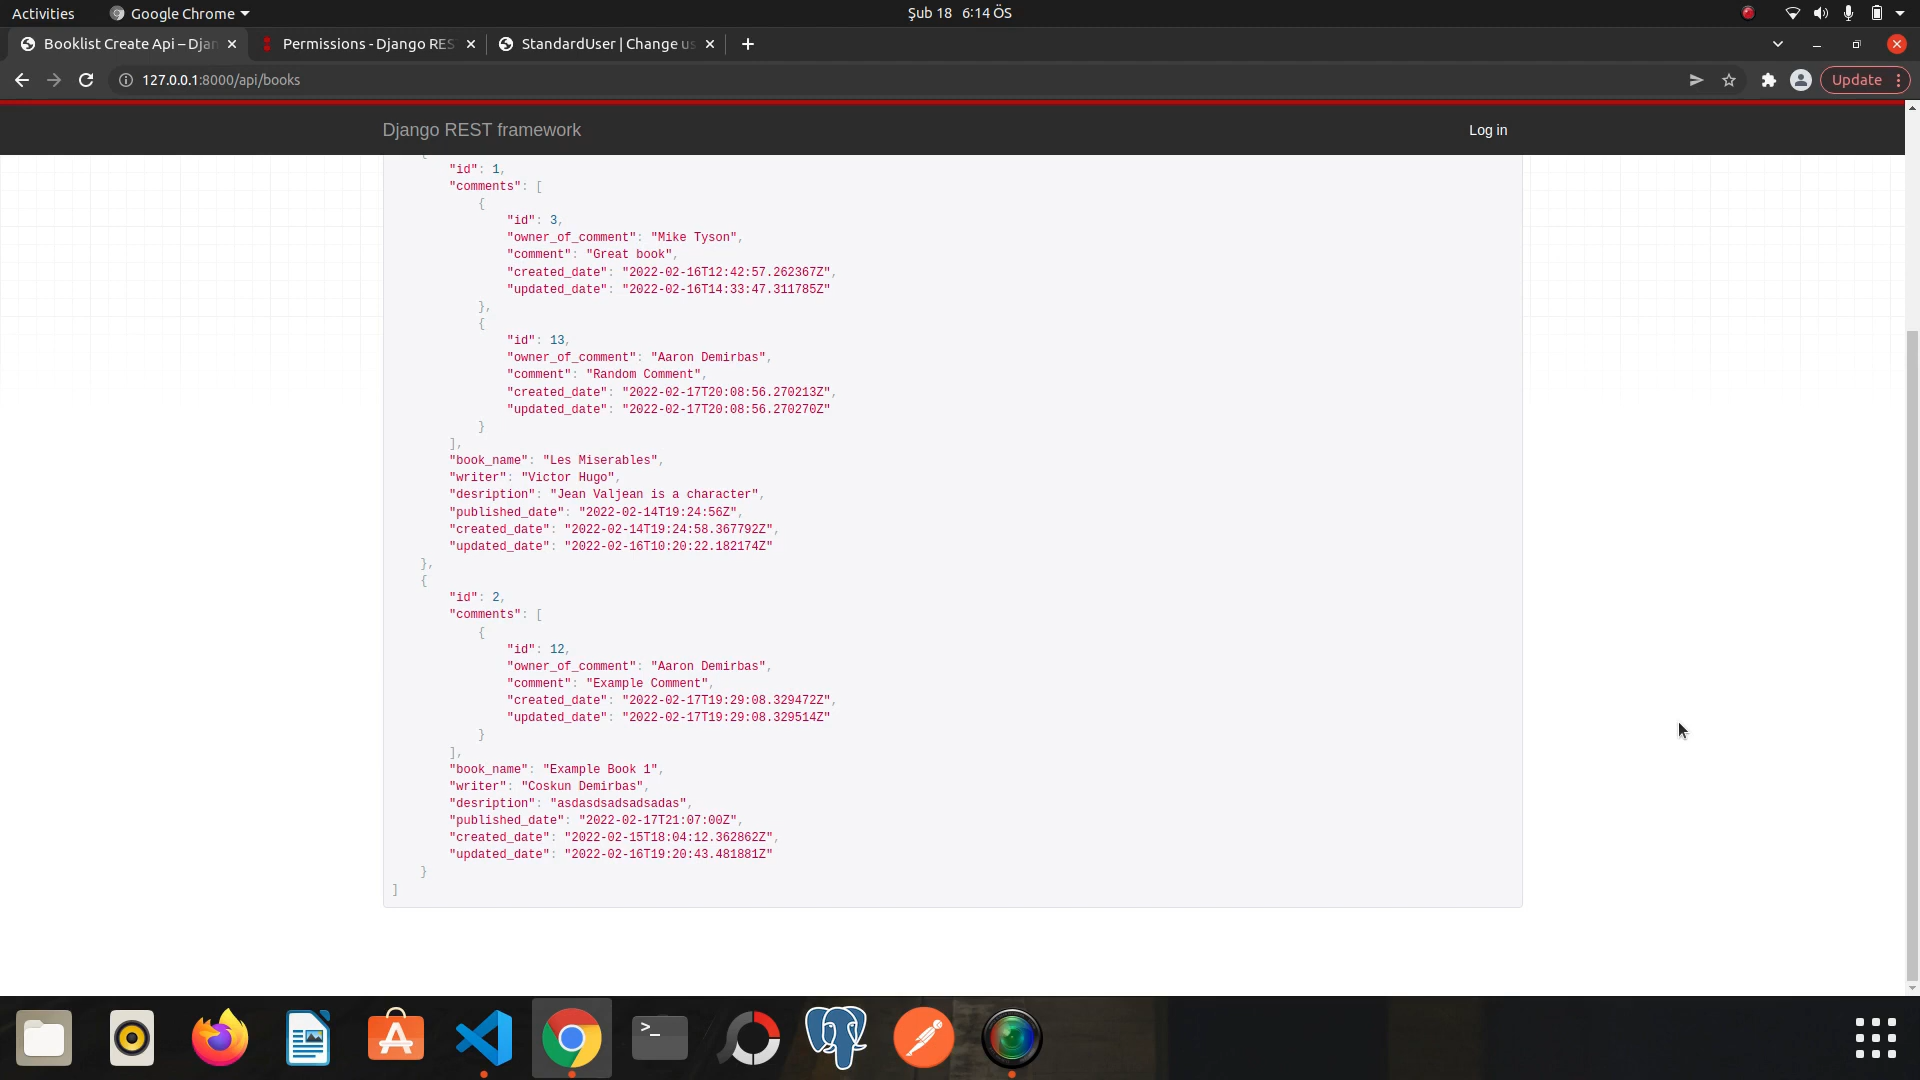 Activities Google Chrome Şub 18 6:14 ÖS
Booklist Create Api – Djan Permissions - Django RES StandardUser | Change us
127.0.0.1:8000/api/books Update
Django REST framework Log in
{
"id": 1,
"comments": [
{
"id": 3,
"owner_of_comment": "Mike Tyson",
"comment": "Great book",
"created_date": "2022-02-16T12:42:57.262367Z",
"updated_date": "2022-02-16T14:33:47.311785Z"
},
{
"id": 13,
"owner_of_comment": "Aaron Demirbas",
"comment": "Random Comment",
"created_date": "2022-02-17T20:08:56.270213Z",
"updated_date": "2022-02-17T20:08:56.270270Z"
}
],
"book_name": "Les Miserables",
"writer": "Victor Hugo",
"desription": "Jean Valjean is a character",
"published_date": "2022-02-14T19:24:56Z",
"created_date": "2022-02-14T19:24:58.367792Z",
"updated_date": "2022-02-16T10:20:22.182174Z"
},
{
"id": 2,
"comments": [
{
"id": 12,
"owner_of_comment": "Aaron Demirbas",
"comment": "Example Comment",
"created_date": "2022-02-17T19:29:08.329472Z",
"updated_date": "2022-02-17T19:29:08.329514Z"
}
],
"book_name": "Example Book 1",
"writer": "Coskun Demirbas",
"desription": "asdasdsadsadsadas",
"published_date": "2022-02-17T21:07:00Z",
"created_date": "2022-02-15T18:04:12.362862Z",
"updated_date": "2022-02-16T19:20:43.481881Z"
}
]